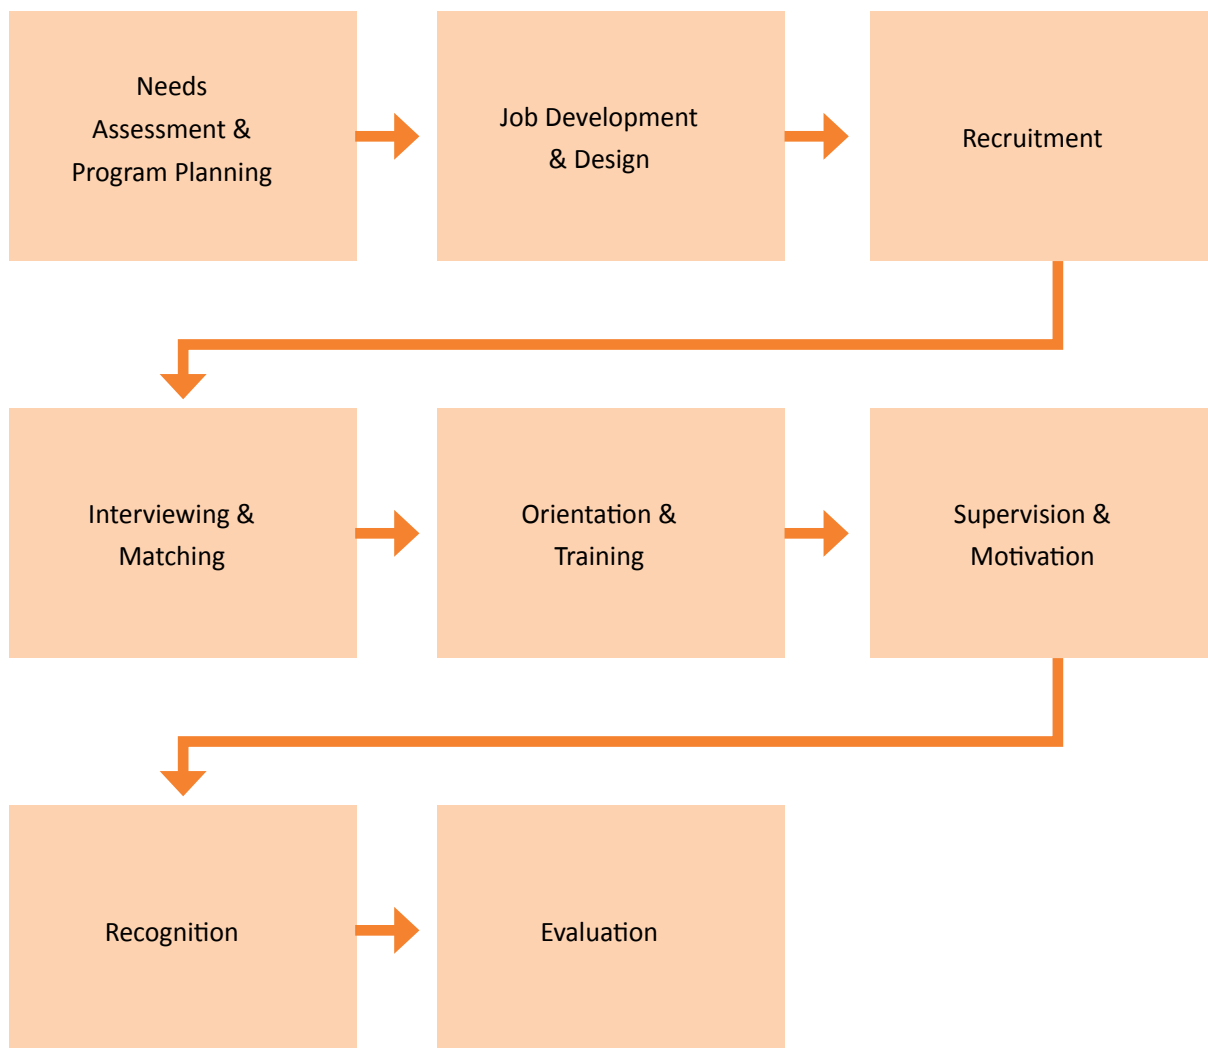 Needs
Assessment &
Program Planning
Job Development
& Design
Recruitment
Interviewing &
Matching
Orientation &
Training
Supervision &
Motivation
Recognition
Evaluation